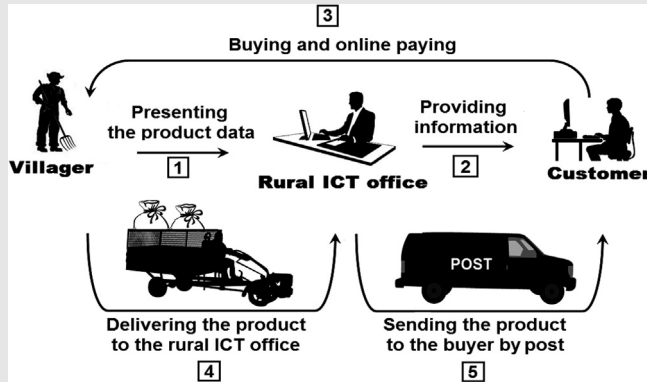 3
Buying and online paying
Presenting
the product data
1
Providing
information
2
Villager
Rural ICT office
Customer
POST
Delivering the product
to the rural ICT office
4
Sending the product
to the buyer by post
5